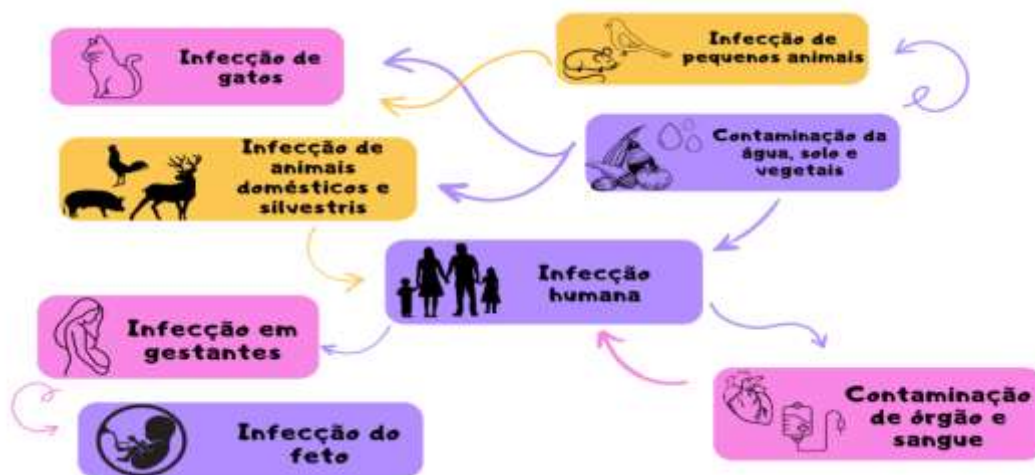 Infecção de
gatos
Infecção de
pequenos animais
Infecção de
animais
domésticos e
silvestris
Contaminação da
água, solo e
vegetais
Infecção
humana
Infecção em
gestantes
Infecção do
feto
Contaminação
de órgão e
sangue